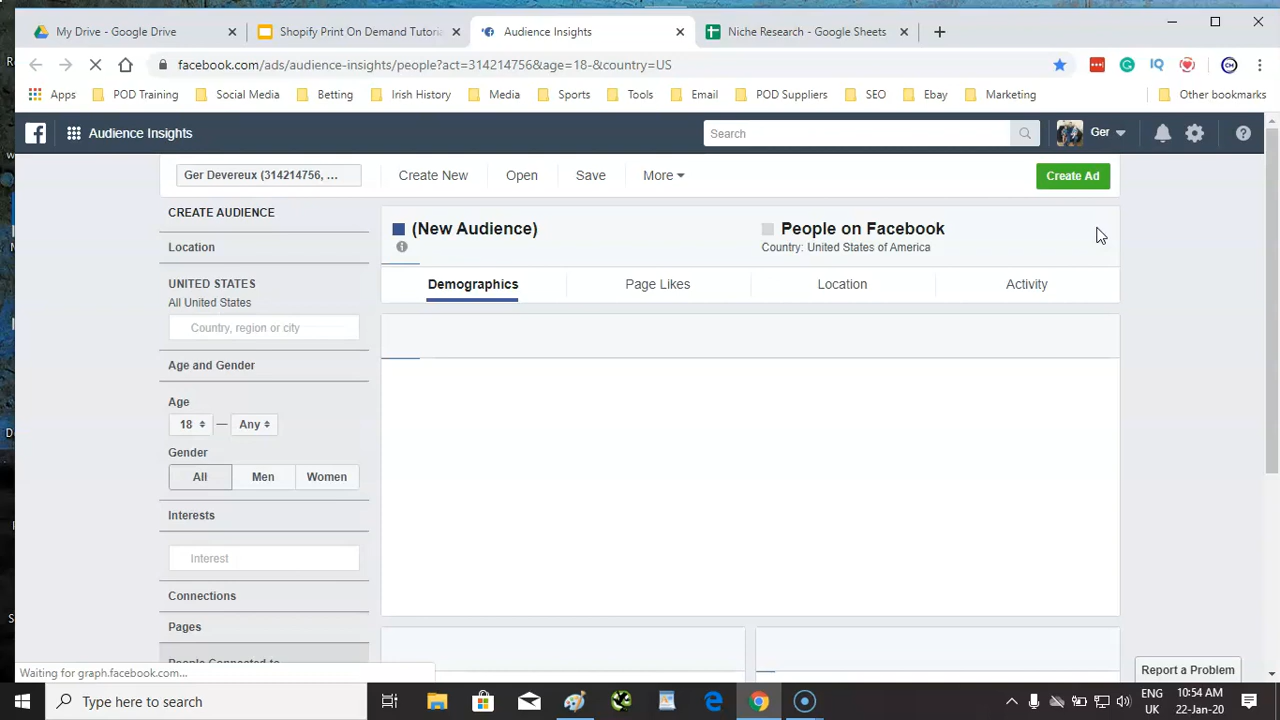 My Drive - Google Drive
Shopify Print On Demand Tutoria
Audience Insights
Niche Research - Google Sheets
facebook.com/ads/audience-insights/people?act=314214756&age=18-&country=US
Apps
POD Training
Social Media
Betting
Irish History
Media
Sports
Tools
Email
POD Suppliers
SEO
Ebay
Marketing
Other bookmarks
Audience Insights
Search
Ger
Ger Devereux (314214756, ...
Create New
Open
Save
More
Create Ad
CREATE AUDIENCE
(New Audience)
People on Facebook
Country: United States of America
Location
Demographics
Page Likes
Location
Activity
UNITED STATES
All United States
Country, region or city
Age and Gender
Age
18 — Any
Gender
All
Men
Women
Interests
Interest
Connections
Pages
People Connected to
Waiting for graph.facebook.com...
Report a Problem
Type here to search
ENG
UK
10:54 AM
22-Jan-20